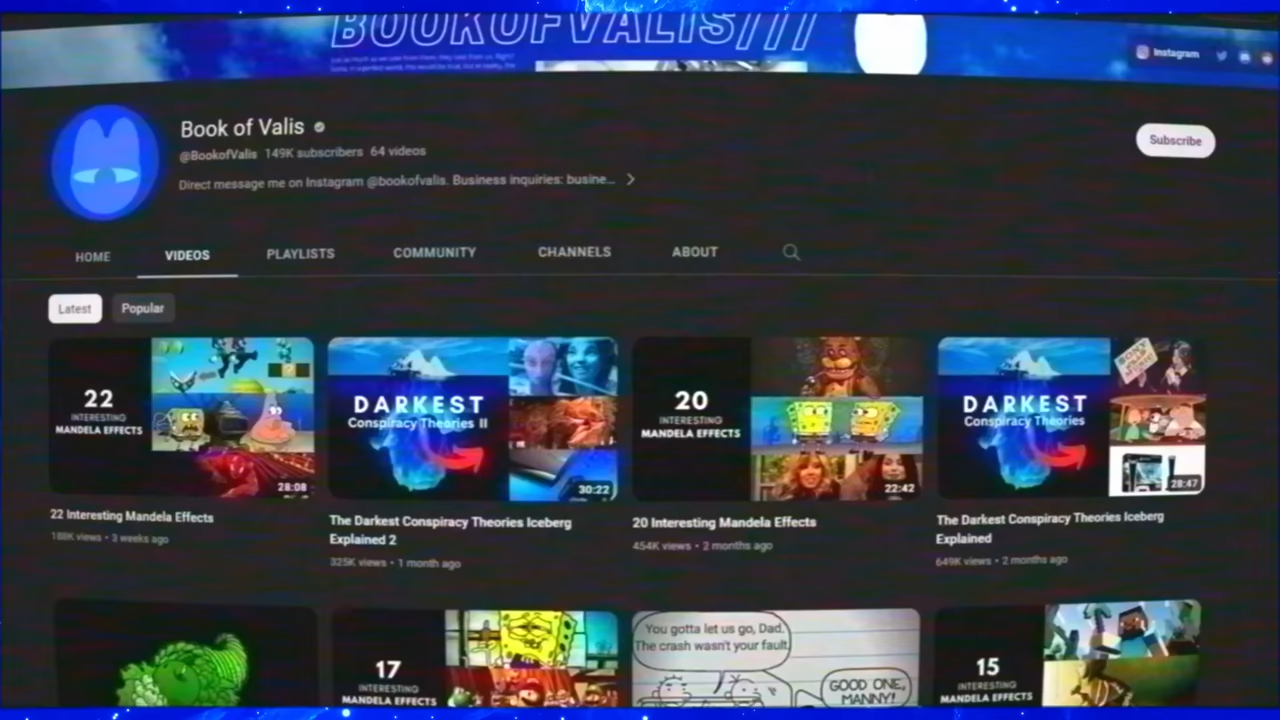 BOOKOFVALIS///
Instagram
Book of Valis
@BookofValis 149K subscribers 64 videos
Subscribe
Direct message me on Instagram @bookofvalis. Business inquiries: busine...
HOME VIDEOS PLAYLISTS COMMUNITY CHANNELS ABOUT
Latest Popular
22
INTERESTING
MANDELA EFFECTS
28:08
DARKEST
Conspiracy Theories II
30:22
20
INTERESTING
MANDELA EFFECTS
22:42
DARKEST
Conspiracy Theories
28:47
22 Interesting Mandela Effects
188K views • 3 weeks ago
The Darkest Conspiracy Theories Iceberg
Explained 2
325K views • 1 month ago
20 Interesting Mandela Effects
454K views • 2 months ago
The Darkest Conspiracy Theories Iceberg
Explained
649K views • 2 months ago
17
INTERESTING
MANDELA EFFECTS
You gotta let us go, Dad.
The crash wasn't your fault.
GOOD ONE,
MANNY!
15
INTERESTING
MANDELA EFFECTS